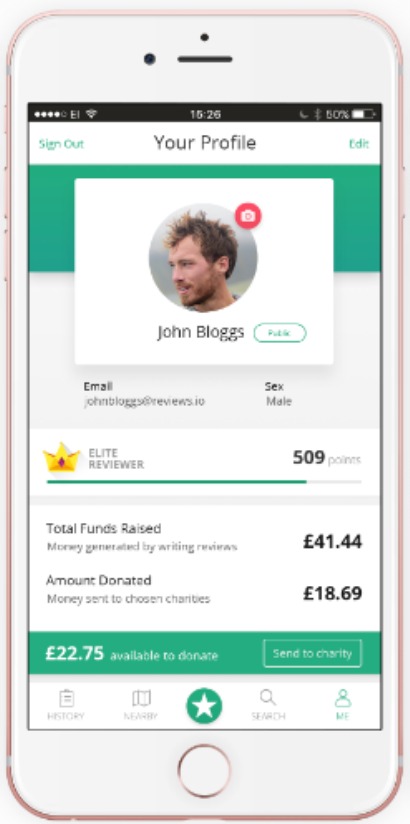 EI 15:26 50%
Sign Out Your Profile Edit
John Bloggs Public
Email Sex
johnbloggs@reviews.io Male
ELITE
REVIEWER
509 points
Total Funds Raised
Money generated by writing reviews
£41.44
Amount Donated
Money sent to chosen charities
£18.69
£22.75 available to donate Send to charity
HISTORY NEARBY SEARCH ME